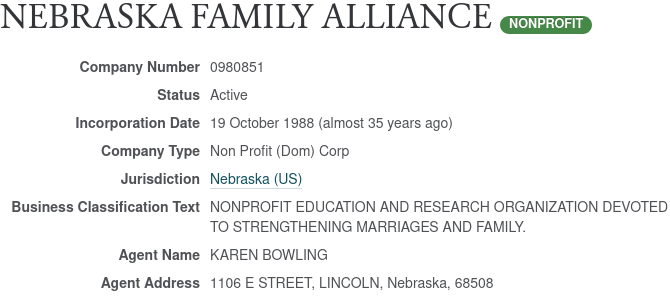 NEBRASKA FAMILY ALLIANCE NONPROFIT
Company Number 0980851
Status Active
Incorporation Date 19 October 1988 (almost 35 years ago)
Company Type Non Profit (Dom) Corp
Jurisdiction Nebraska (US)
Business Classification Text NONPROFIT EDUCATION AND RESEARCH ORGANIZATION DEVOTED
TO STRENGTHENING MARRIAGES AND FAMILY.
Agent Name KAREN BOWLING
Agent Address 1106 E STREET, LINCOLN, Nebraska, 68508